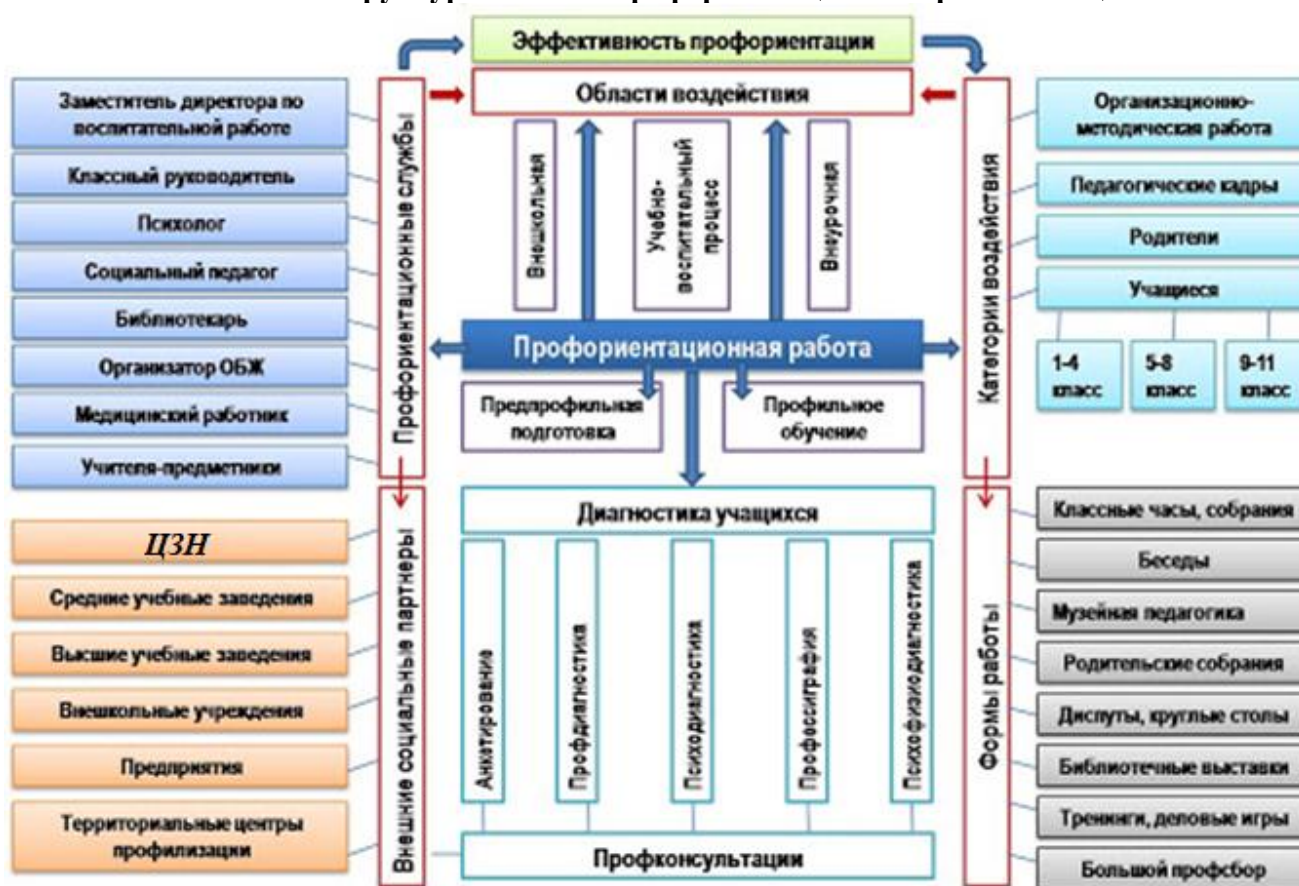 Эффективность профориентации
Области воздействия
Внешкольная
Учебно-
воспитательный
процесс
Внеурочная
Профориентационная работа
Предпрофильная
подготовка
Профильное
обучение
Профориентационные службы
Заместитель директора по
воспитательной работе
Классный руководитель
Психолог
Социальный педагог
Библиотекарь
Организатор ОБЖ
Медицинский работник
Учителя-предметники
Категории воздействия
Организационно-
методическая работа
Педагогические кадры
Родители
Учащиеся
1-4
класс
5-8
класс
9-11
класс
Внешние социальные партнеры
ЦЗН
Средние учебные заведения
Высшие учебные заведения
Внешкольные учреждения
Предприятия
Территориальные центры
профилизации
Диагностика учащихся
Анкетирование
Профдиагностика
Психодиагностика
Профессиграфия
Психофизиодиагностика
Профконсультации
Формы работы
Классные часы, собрания
Беседы
Музейная педагогика
Родительские собрания
Диспуты, круглые столы
Библиотечные выставки
Тренинги, деловые игры
Большой профсбор